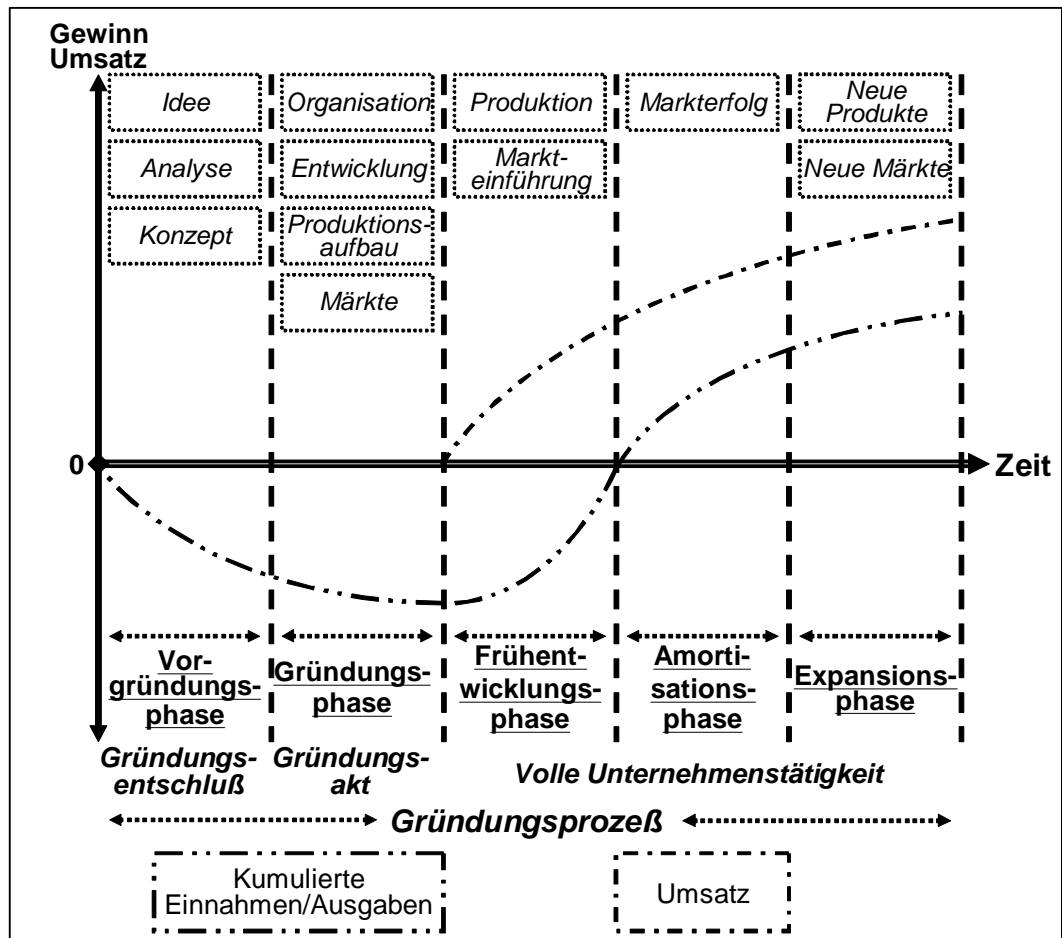 Gewinn
Umsatz
Idee
Organisation
Produktion
Markterfolg
Neue
Produkte
Analyse
Entwicklung
Markt-
einführung
Neue Märkte
Konzept
Produktions-
aufbau
Märkte
0
Zeit
Vor-
gründungs-
phase
Gründungs-
phase
Frühent-
wicklungs-
phase
Amorti-
sations-
phase
Expansions-
phase
Gründungs-
entschluß
Gründungs-
akt
Volle Unternehmenstätigkeit
Gründungsprozeß
Kumulierte
Einnahmen/Ausgaben
Umsatz